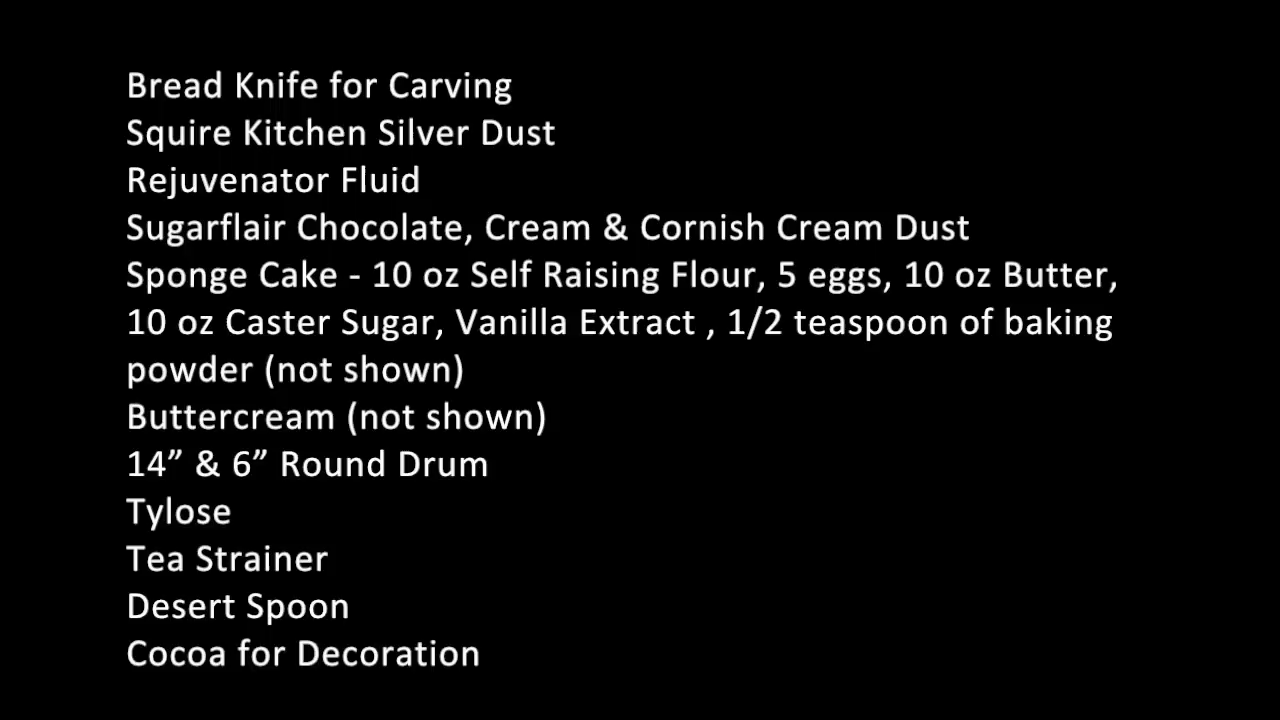 Bread Knife for Carving
Squire Kitchen Silver Dust
Rejuvenator Fluid
Sugarflair Chocolate, Cream & Cornish Cream Dust
Sponge Cake - 10 oz Self Raising Flour, 5 eggs, 10 oz Butter,
10 oz Caster Sugar, Vanilla Extract , 1/2 teaspoon of baking
powder (not shown)
Buttercream (not shown)
14” & 6” Round Drum
Tylose
Tea Strainer
Desert Spoon
Cocoa for Decoration